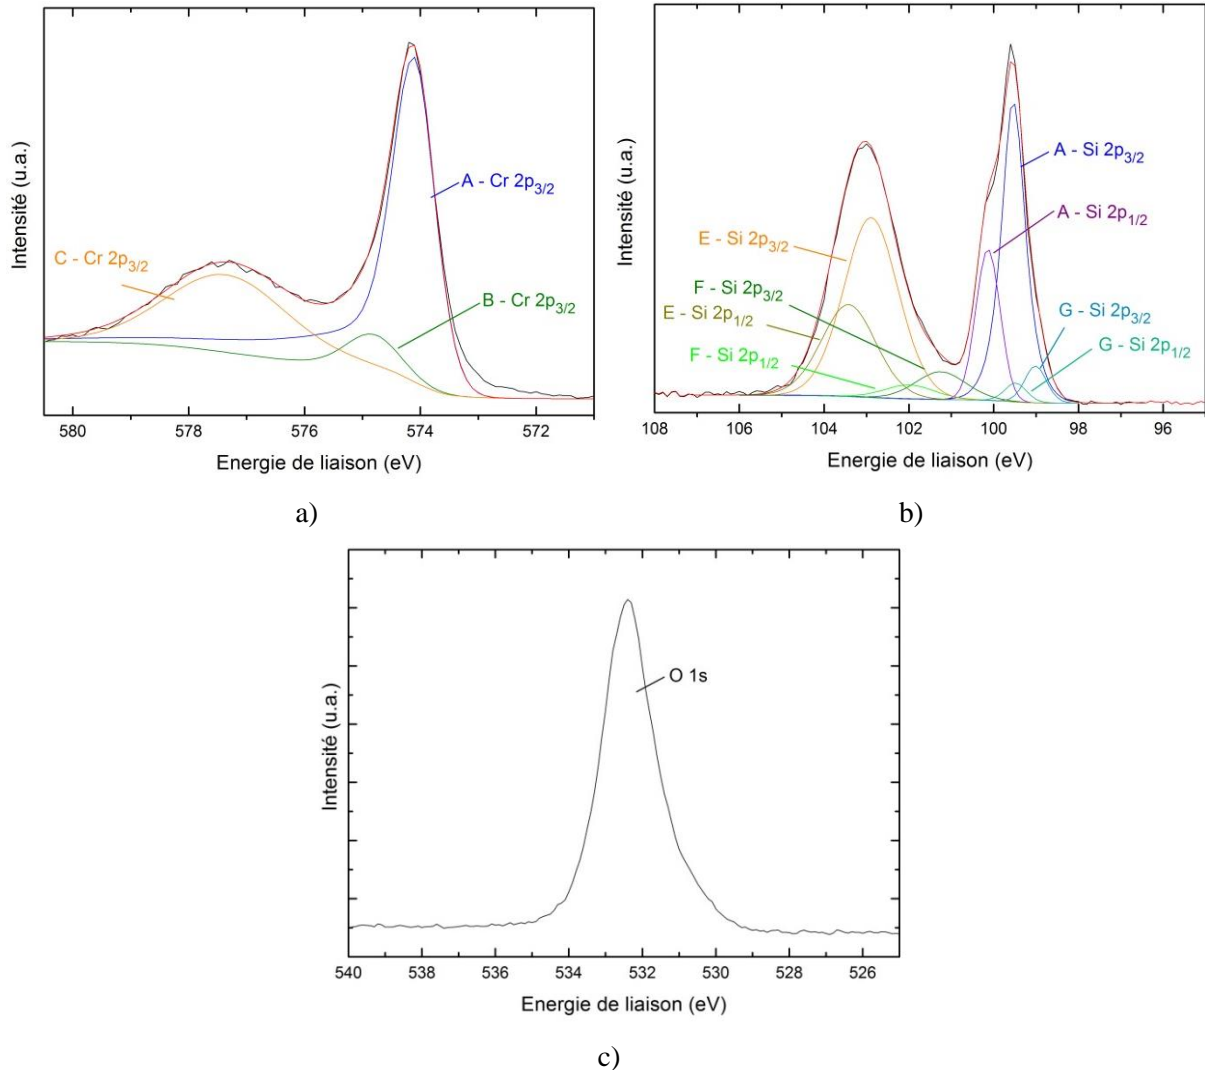 Intensité (u.a.)
A - Cr 2p3/2
C - Cr 2p3/2
B - Cr 2p3/2
580 578 576 574 572
Energie de liaison (eV)
a)
Intensité (u.a.)
A - Si 2p3/2
A - Si 2p1/2
E - Si 2p3/2
F - Si 2p3/2
E - Si 2p1/2
F - Si 2p1/2
G - Si 2p3/2
G - Si 2p1/2
108 106 104 102 100 98 96
Energie de liaison (eV)
b)
Intensité (u.a.)
O 1s
540 538 536 534 532 530 528 526
Energie de liaison (eV)
c)